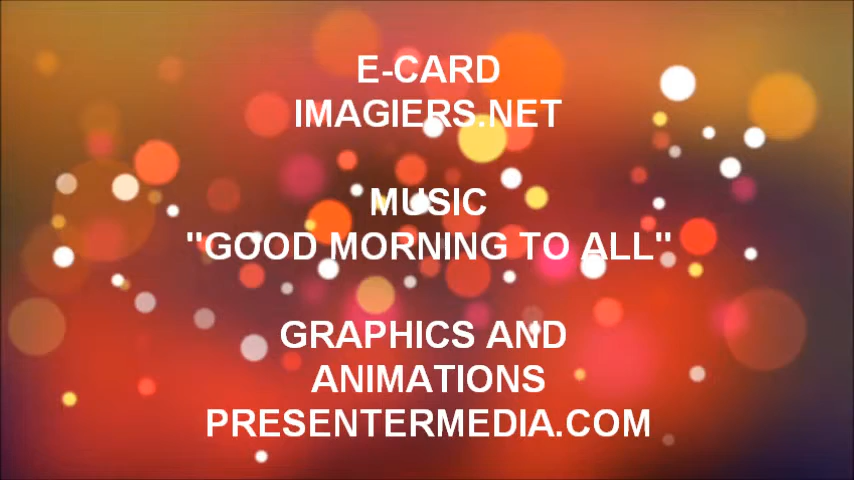 E-CARD
IMAGIERS.NET
MUSIC
"GOOD MORNING TO ALL"
GRAPHICS AND
ANIMATIONS
PRESENTERMEDIA.COM